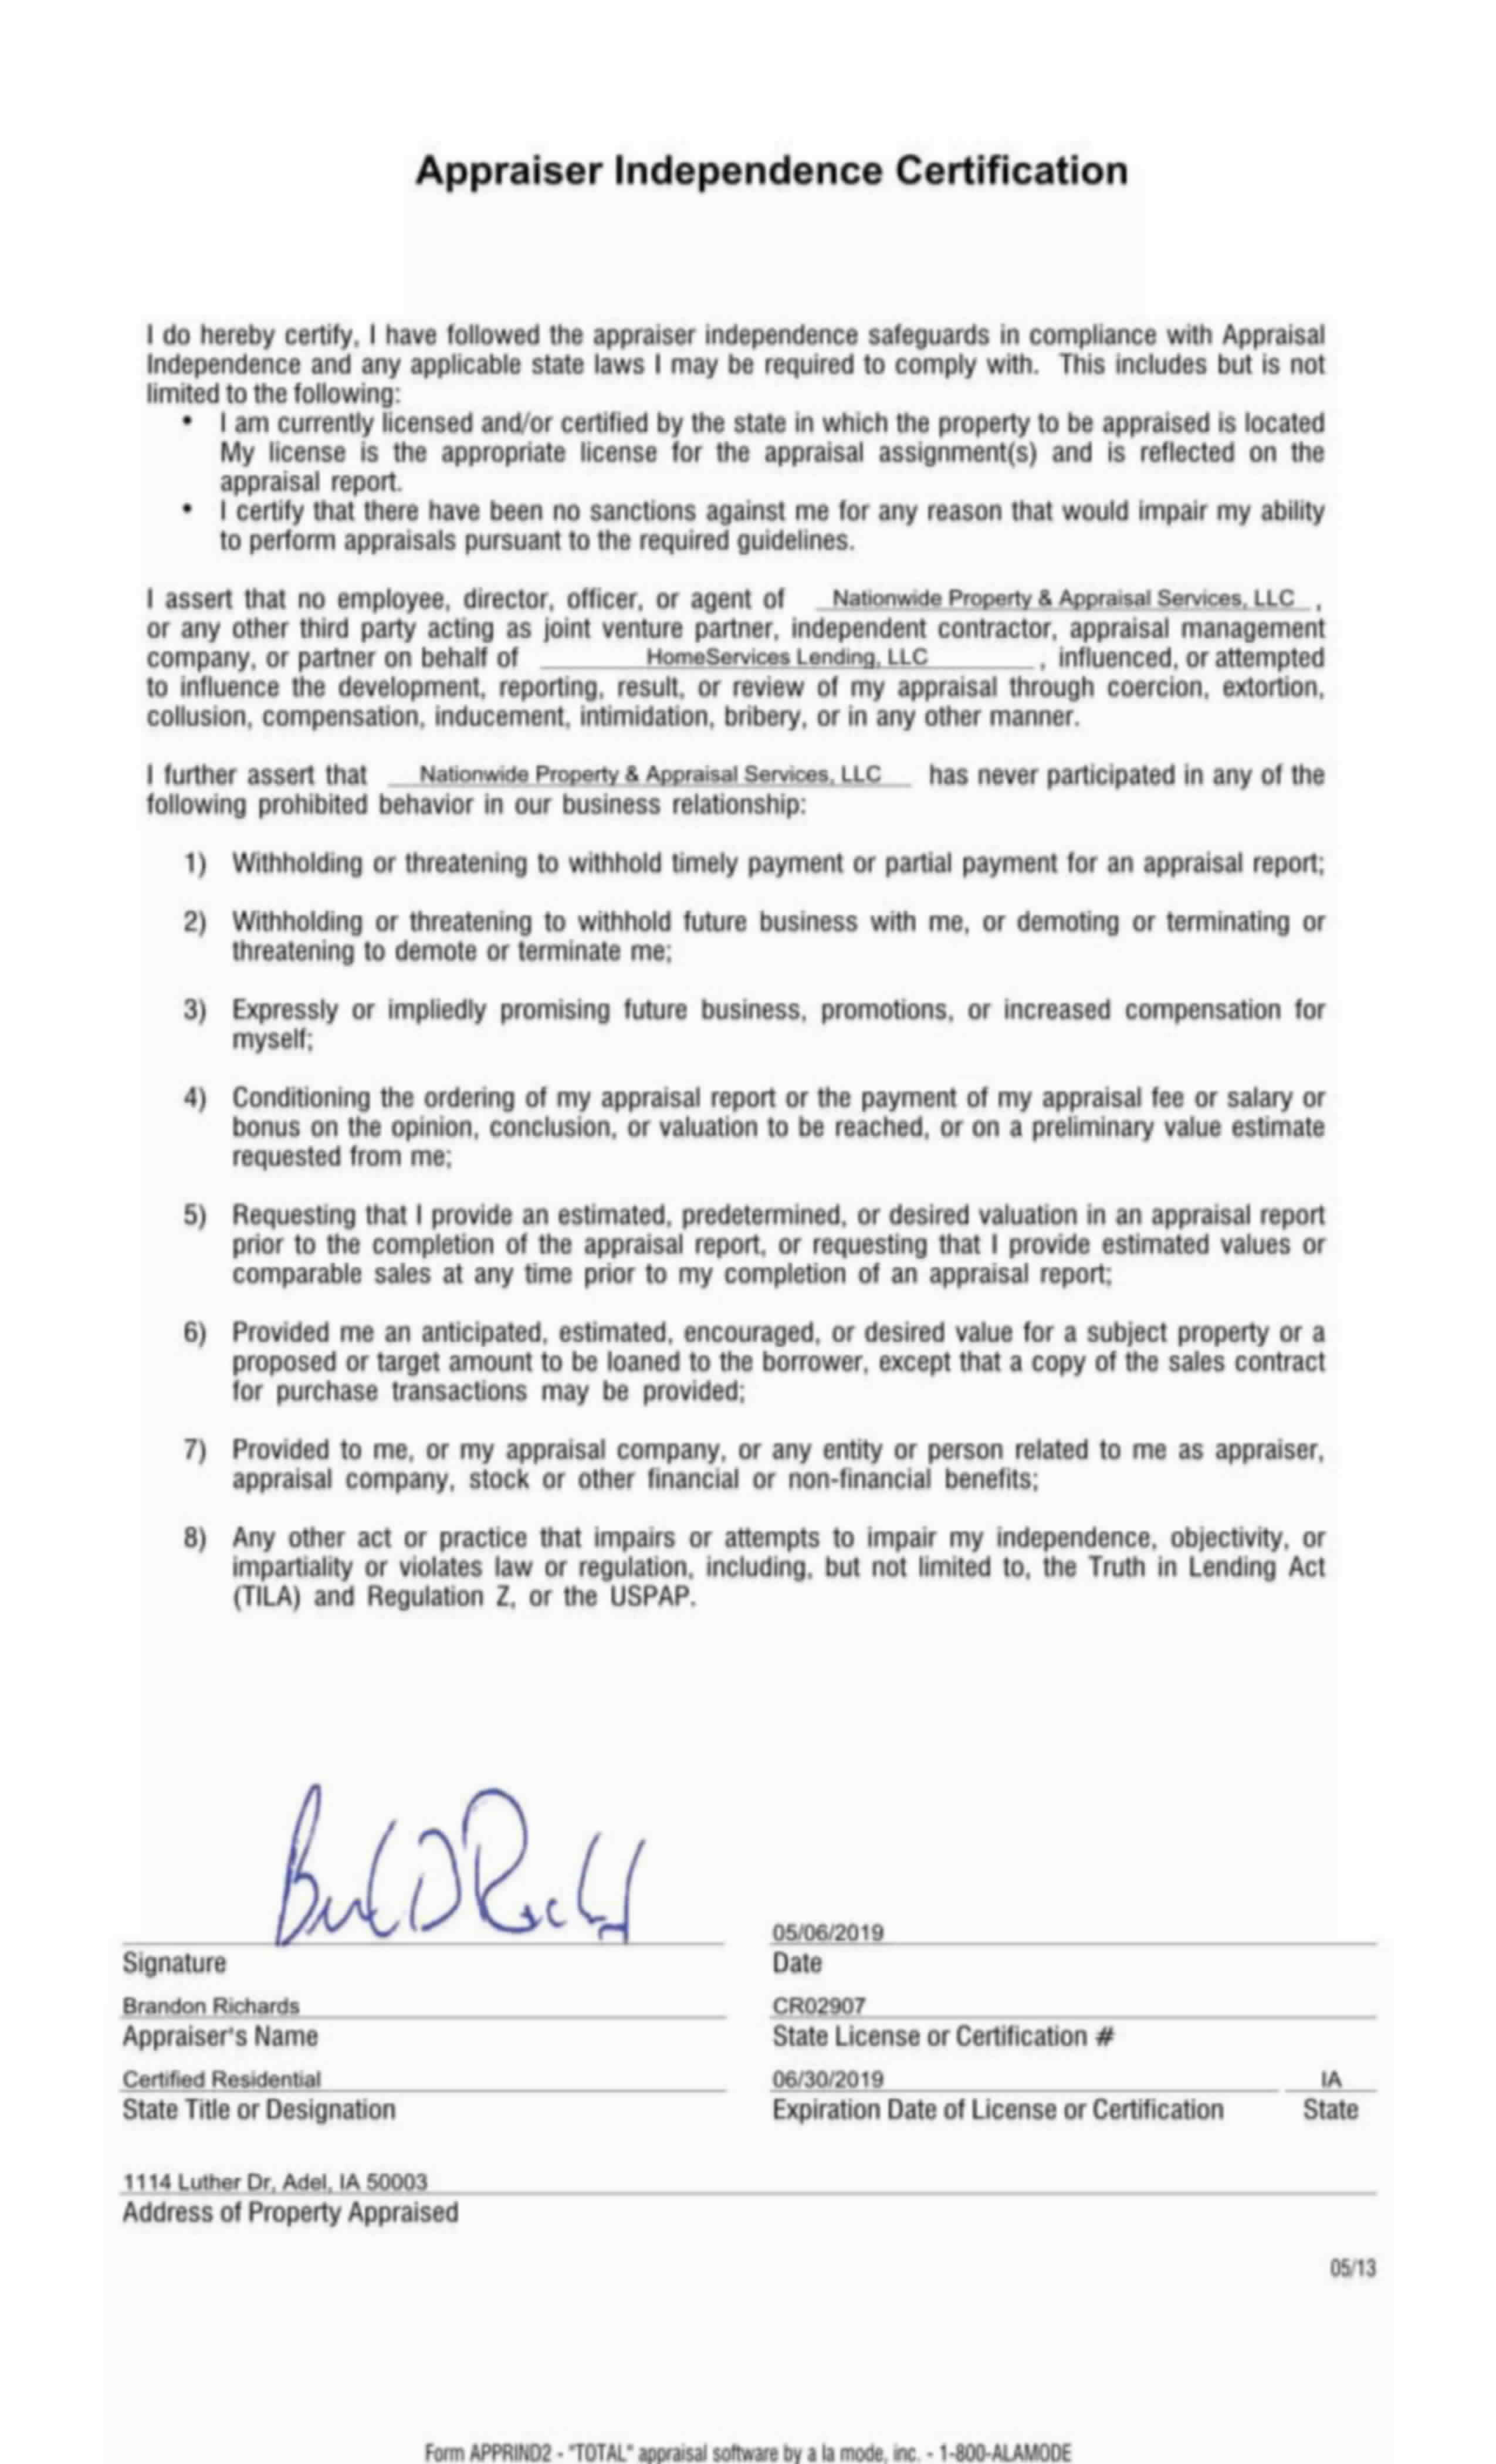 Appraiser Independence Certification
I do hereby certify, I have followed the appraiser independence safeguards in compliance with Appraisal
Independence and any applicable state laws I may be required to comply with. This includes but is not
limited to the following:
• I am currently licensed and/or certified by the state in which the property to be appraised is located
My license is the appropriate license for the appraisal assignment(s) and is reflected on the
appraisal report.
• I certify that there have been no sanctions against me for any reason that would impair my ability
to perform appraisals pursuant to the required guidelines.
I assert that no employee, director, officer, or agent of Nationwide Property & Appraisal Services, LLC ,
or any other third party acting as joint venture partner, independent contractor, appraisal management
company, or partner on behalf of HomeServices Lending, LLC , influenced, or attempted
to influence the development, reporting, result, or review of my appraisal through coercion, extortion,
collusion, compensation, inducement, intimidation, bribery, or in any other manner.
I further assert that Nationwide Property & Appraisal Services, LLC has never participated in any of the
following prohibited behavior in our business relationship:
1) Withholding or threatening to withhold timely payment or partial payment for an appraisal report;
2) Withholding or threatening to withhold future business with me, or demoting or terminating or
threatening to demote or terminate me;
3) Expressly or impliedly promising future business, promotions, or increased compensation for
myself;
4) Conditioning the ordering of my appraisal report or the payment of my appraisal fee or salary or
bonus on the opinion, conclusion, or valuation to be reached, or on a preliminary value estimate
requested from me;
5) Requesting that I provide an estimated, predetermined, or desired valuation in an appraisal report
prior to the completion of the appraisal report, or requesting that I provide estimated values or
comparable sales at any time prior to my completion of an appraisal report;
6) Provided me an anticipated, estimated, encouraged, or desired value for a subject property or a
proposed or target amount to be loaned to the borrower, except that a copy of the sales contract
for purchase transactions may be provided;
7) Provided to me, or my appraisal company, or any entity or person related to me as appraiser,
appraisal company, stock or other financial or non-financial benefits;
8) Any other act or practice that impairs or attempts to impair my independence, objectivity, or
impartiality or violates law or regulation, including, but not limited to, the Truth in Lending Act
(TILA) and Regulation Z, or the USPAP.
05/06/2019
Signature Date
Brandon Richards CR02907
Appraiser's Name State License or Certification #
Certified Residential 06/30/2019 IA
State Title or Designation Expiration Date of License or Certification State
1114 Luther Dr, Adel, IA 50003
Address of Property Appraised
05/13
Form APPRIND2 - "TOTAL" appraisal software by a la mode, inc. - 1-800-ALAMODE